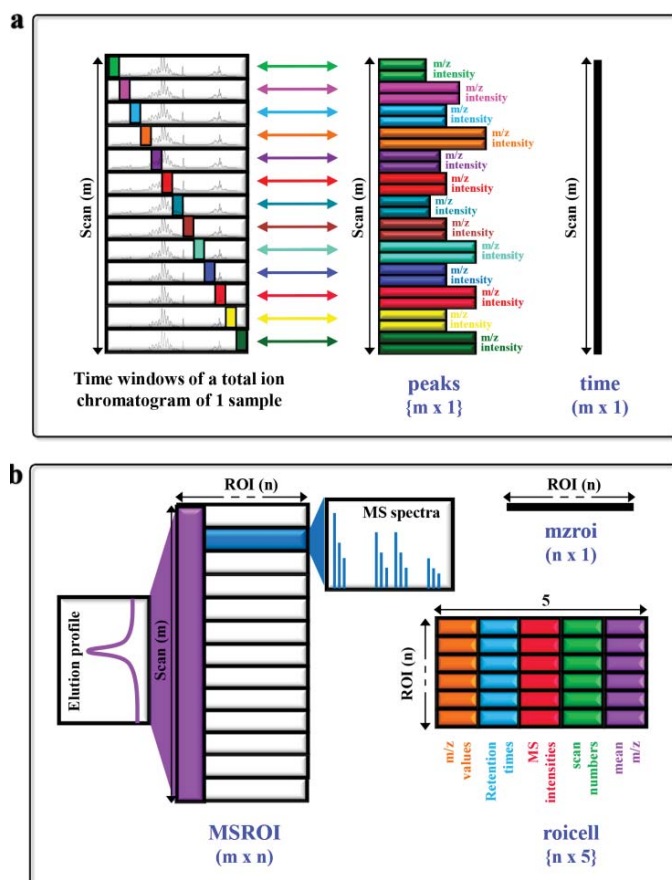 a
Scan (m)
Time windows of a total ion
chromatogram of 1 sample
Scan (m)
m/z
intensity
m/z
intensity
m/z
intensity
m/z
intensity
m/z
intensity
m/z
intensity
m/z
intensity
m/z
intensity
m/z
intensity
m/z
intensity
m/z
intensity
m/z
intensity
m/z
intensity
peaks
{m x 1}
Scan (m)
time
(m x 1)
b
ROI (n)
Scan (m)
Elution profile
MS spectra
MSROI
(m x n)
ROI (n)
mzroi
(n x 1)
5
ROI (n)
m/z
values
Retention
times
MS
intensities
scan
numbers
mean
m/z
roicell
{n x 5}